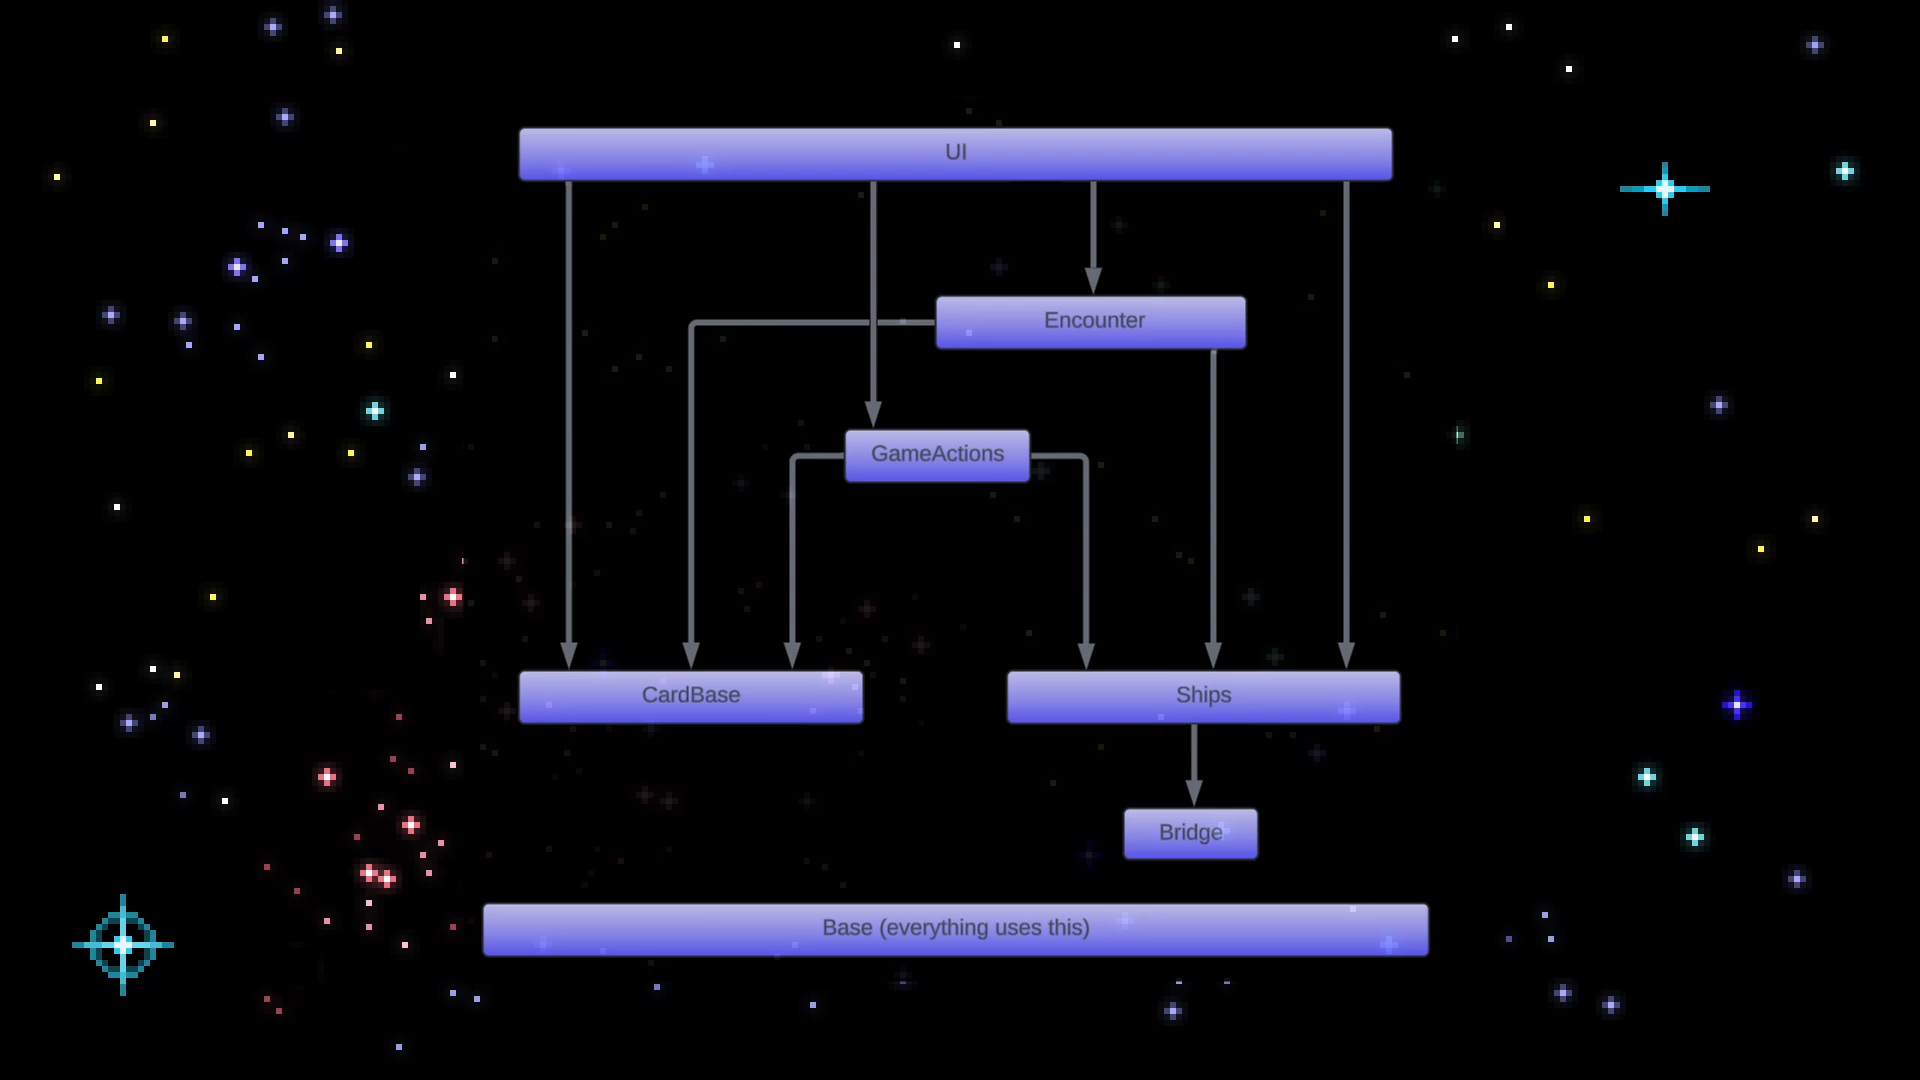 UI
Encounter
GameActions
CardBase
Ships
Bridge
Base (everything uses this)